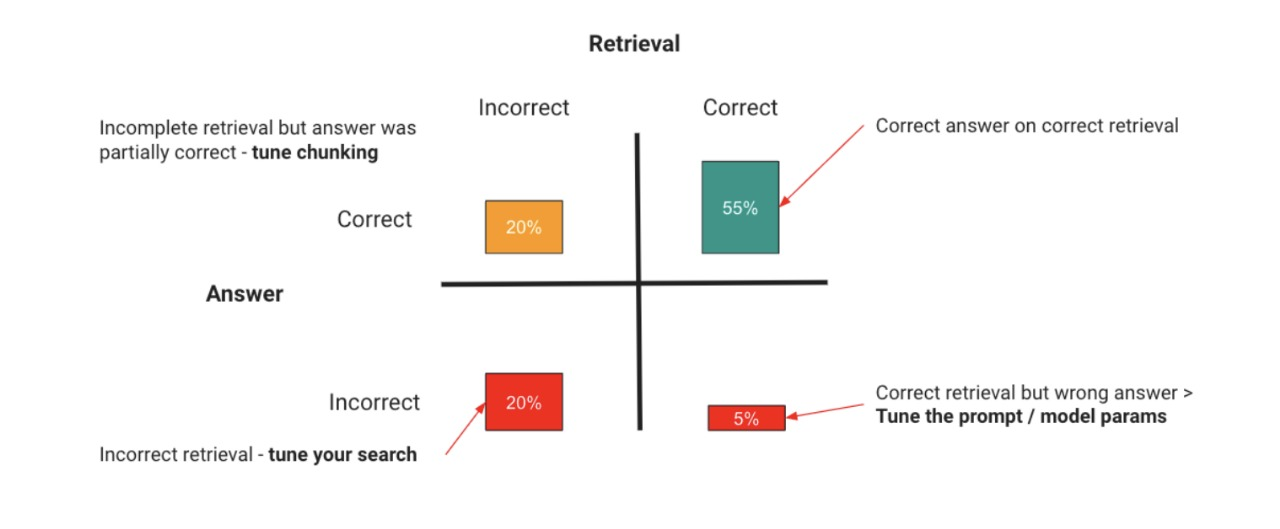 Retrieval
Incorrect
Correct
Incomplete retrieval but answer was
partially correct - tune chunking
Correct answer on correct retrieval
Correct
20%
55%
Answer
Incorrect
20%
5%
Correct retrieval but wrong answer >
Tune the prompt / model params
Incorrect retrieval - tune your search